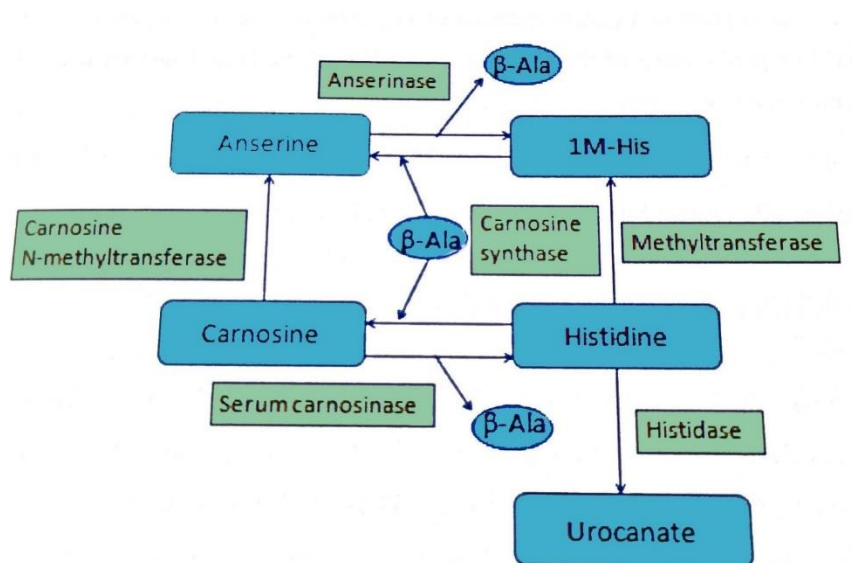 β-Ala
Anserinase
Anserine
1M-His
Carnosine
N-methyltransferase
β-Ala
Carnosine
synthase
Methyltransferase
Carnosine
Histidine
Serum carnosinase
β-Ala
Histidase
Urocanate